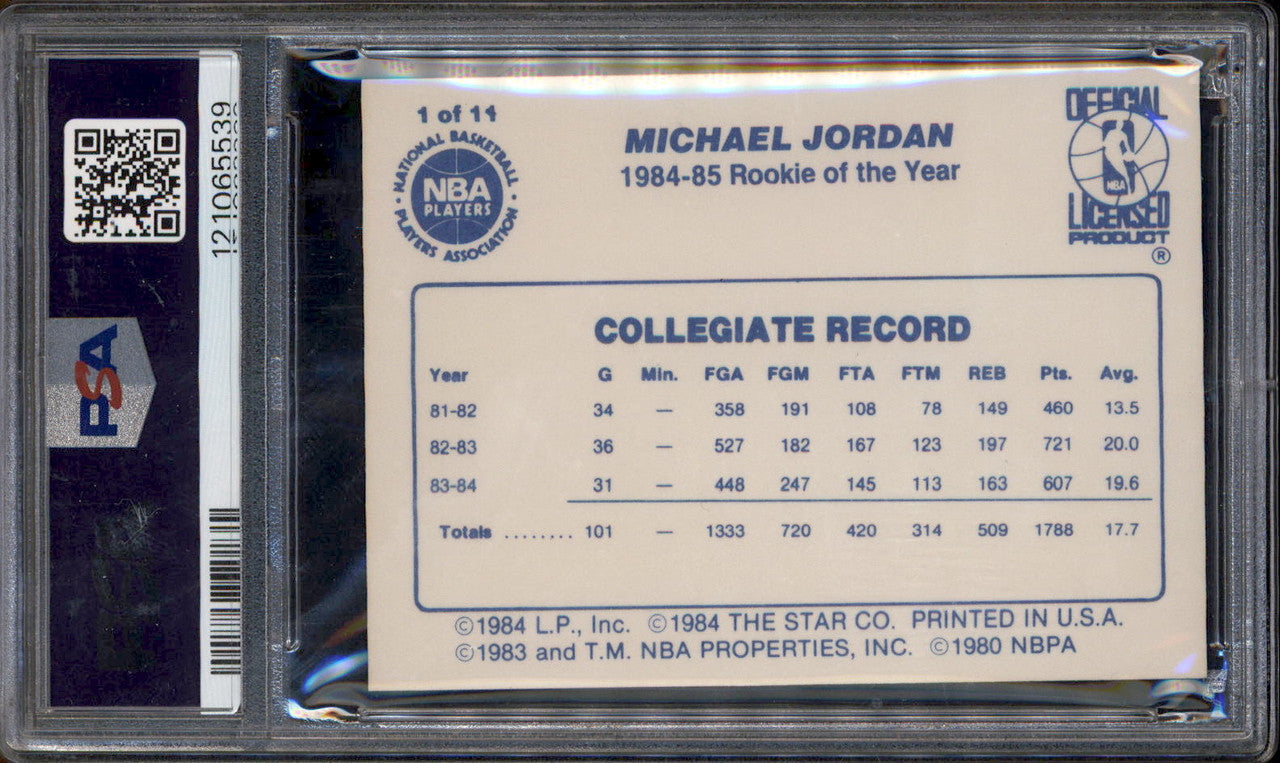 PSA
121065539
1 of 11
NATIONAL BASKETBALL
NBA
PLAYERS
PLAYERS ASSOCIATION
MICHAEL JORDAN
1984-85 Rookie of the Year
OFFICIAL
NBA
LICENSED
PRODUCT
®
COLLEGIATE RECORD
Year G Min. FGA FGM FTA FTM REB Pts. Avg.
81-82 34 — 358 191 108 78 149 460 13.5
82-83 36 — 527 182 167 123 197 721 20.0
83-84 31 — 448 247 145 113 163 607 19.6
Totals ........ 101 — 1333 720 420 314 509 1788 17.7
©1984 L.P., Inc. ©1984 THE STAR CO. PRINTED IN U.S.A.
©1983 and T.M. NBA PROPERTIES, INC. ©1980 NBPA